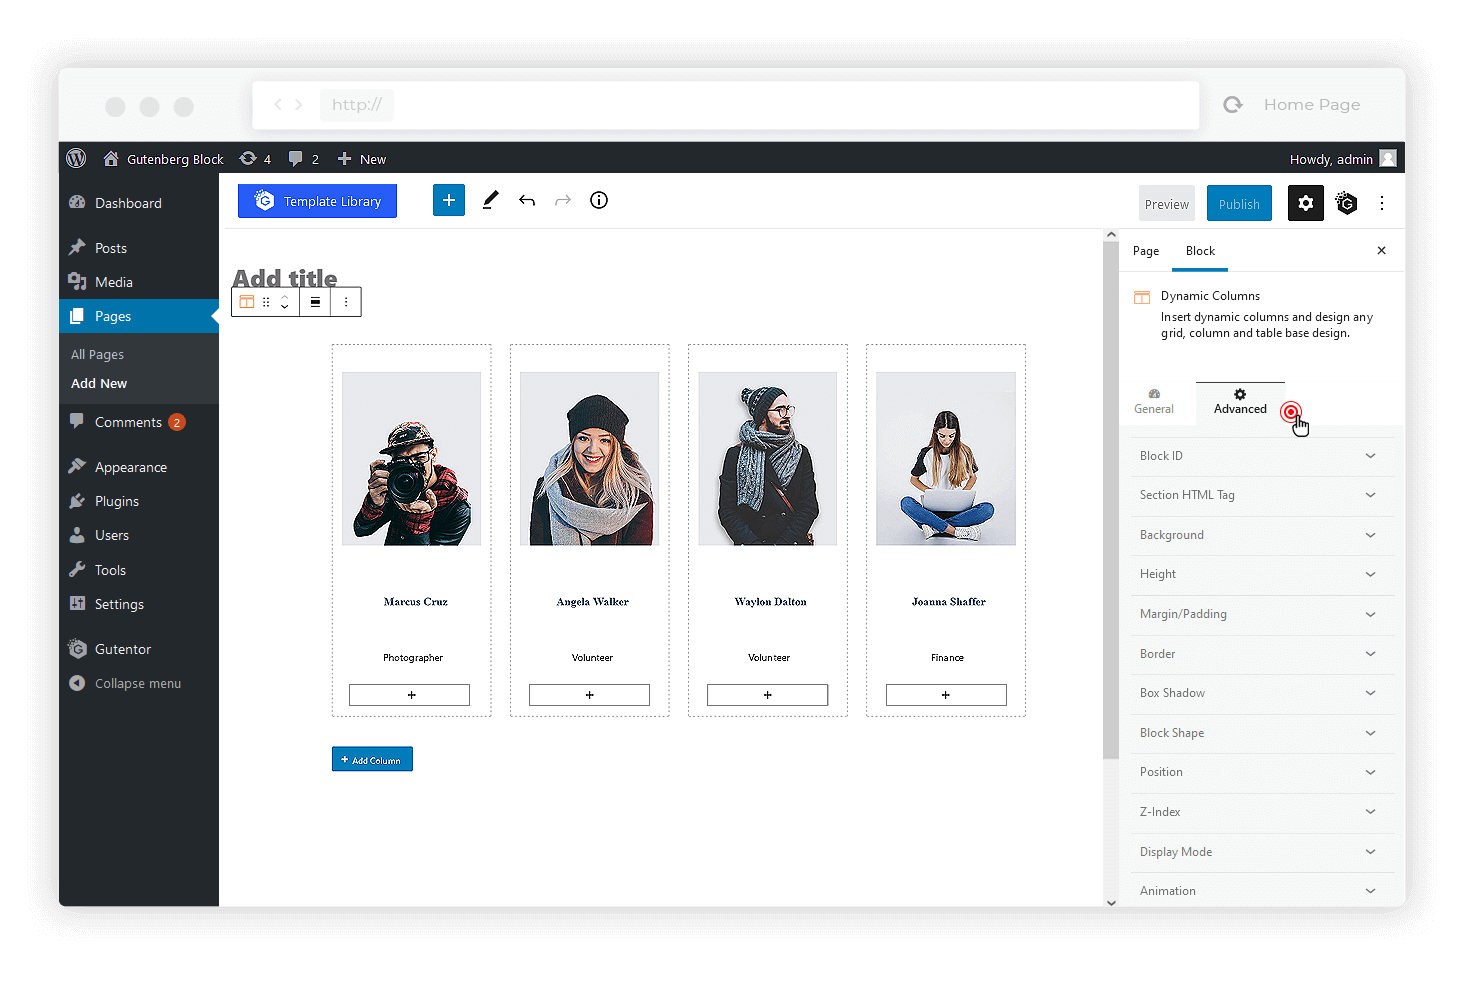 http://
Home Page
Gutenberg Block
4
2
New
Howdy, admin
Dashboard
Posts
Media
Pages
All Pages
Add New
Comments 2
Appearance
Plugins
Users
Tools
Settings
Gutentor
Collapse menu
G Template Library
+
Preview
Publish
G
Add title
Marcus Cruz
Angela Walker
Waylon Dalton
Joanna Shaffer
Photographer
Volunteer
Volunteer
Finance
+
+
+
+
+ Add Column
Page
Block
Dynamic Columns
Insert dynamic columns and design any
grid, column and table base design.
General
Advanced
Block ID
Section HTML Tag
Background
Height
Margin/Padding
Border
Box Shadow
Block Shape
Position
Z-Index
Display Mode
Animation